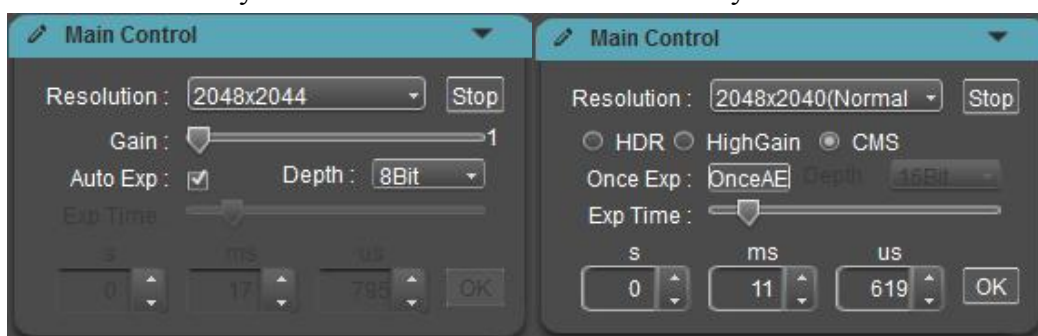 Main Control
Resolution : 2048x2044 Stop
Gain : 1
Auto Exp : Depth : 8Bit
Exp Time
s ms us
0 17 795 OK
Main Control
Resolution : 2048x2040(Normal Stop
HDR HighGain CMS
Once Exp : OnceAE Depth 16Bit
Exp Time :
s ms us
0 11 619 OK